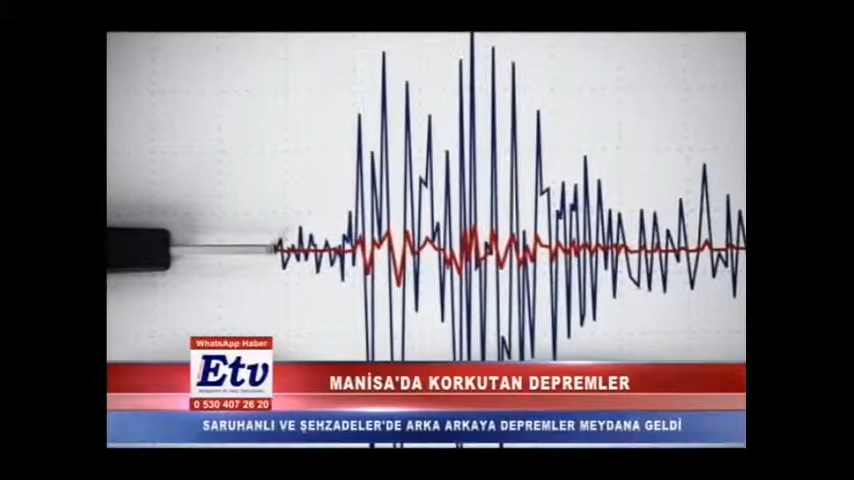 WhatsApp Haber
Etv
0 530 407 26 20
MANİSA'DA KORKUTAN DEPREMLER
SARUHANLI VE ŞEHZADELER'DE ARKA ARKAYA DEPREMLER MEYDANA GELDİ